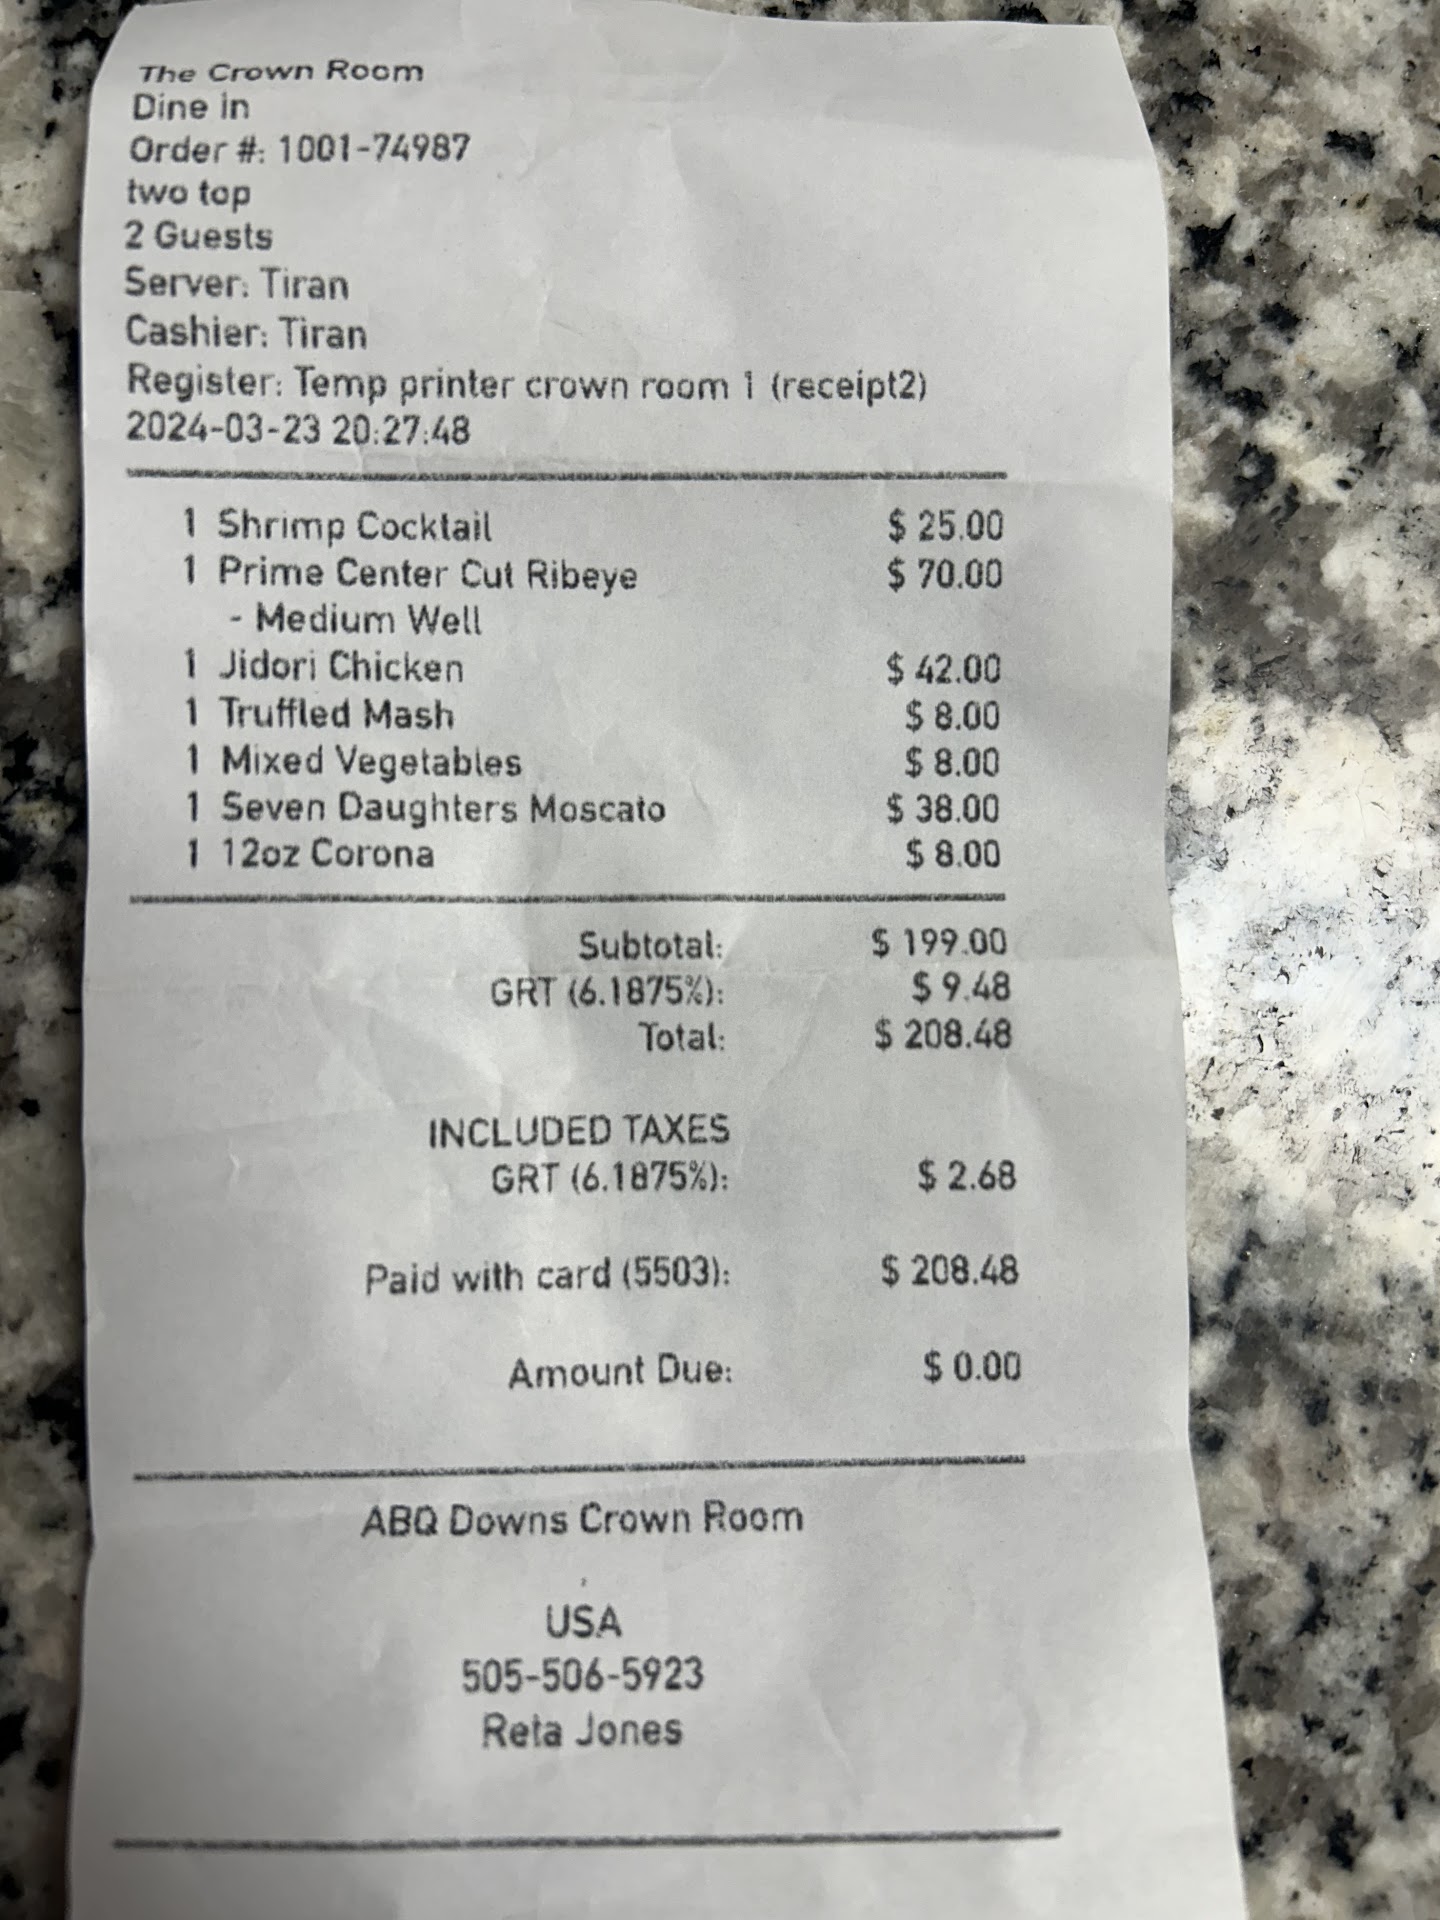 The Crown Room
Dine in
Order #: 1001-74987
two top
2 Guests
Server: Tiran
Cashier: Tiran
Register: Temp printer crown room 1 (receipt2)
2024-03-23 20:27:48
1 Shrimp Cocktail $ 25.00
1 Prime Center Cut Ribeye $ 70.00
- Medium Well
1 Jidori Chicken $ 42.00
1 Truffled Mash $ 8.00
1 Mixed Vegetables $ 8.00
1 Seven Daughters Moscato $ 38.00
1 12oz Corona $ 8.00
Subtotal: $ 199.00
GRT (6.1875%): $ 9.48
Total: $ 208.48
INCLUDED TAXES
GRT (6.1875%): $ 2.68
Paid with card (5503): $ 208.48
Amount Due: $ 0.00
ABQ Downs Crown Room
USA
505-506-5923
Reta Jones